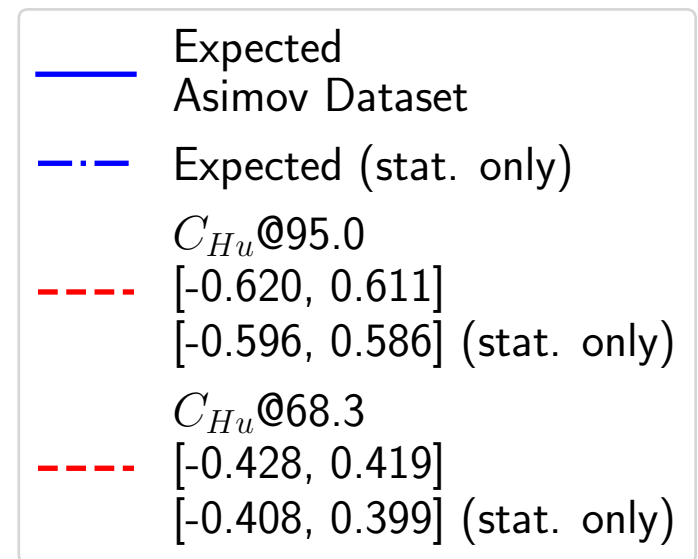 Expected
Asimov Dataset
Expected (stat. only)
C_{Hu}@95.0
[-0.620, 0.611]
[-0.596, 0.586] (stat. only)
C_{Hu}@68.3
[-0.428, 0.419]
[-0.408, 0.399] (stat. only)